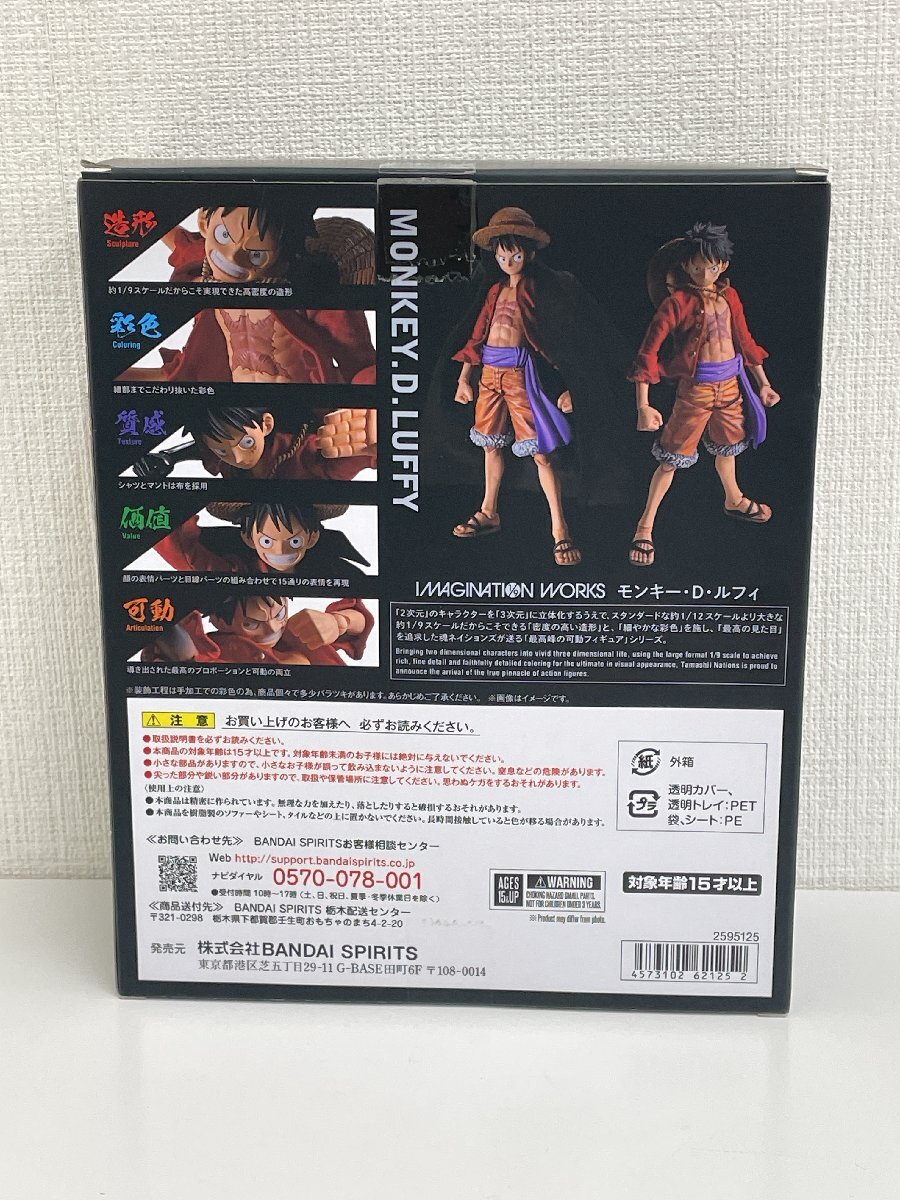 造形
Sculpture
約1/9スケールだからこそ実現できた高密度の造形
彩色
Coloring
細部までこだわり抜いた彩色
質感
Texture
シャツとマントは布を採用
価値
Value
顔の表情パーツと目線パーツの組み合わせで15通りの表情を再現
可動
Articulation
導き出された最高のプロポーションと可動の両立
MONKEY.D.LUFFY
IMAGINATION WORKS モンキー・D・ルフィ
「2次元」のキャラクターを「3次元」に立体化するうえで、スタンダードな約1/12スケールより大きな
約1/9スケールだからこそできる「密度の高い造形」と、「細やかな彩色」を施し、「最高の見た目」
を追求した魂ネイションズが送る「最高峰の可動フィギュア」シリーズ。
Bringing two dimensional characters into vivid three dimensional life, using the large format 1/9 scale to achieve
rich, fine detail and faithfully detailed coloring for the ultimate in visual appearance, Tamashii Nations is proud to
announce the arrival of the true pinnacle of action figures.
※装飾工程は手加工での彩色の為、商品個々で多少バラツキがあります。あらかじめご了承ください。 ※画像はイメージです。
注意 お買い上げのお客様へ 必ずお読みください。
●取扱説明書を必ずお読みください。
●本商品の対象年齢は15才以上です。対象年齢未満のお子様には絶対に与えないでください。
●小さな部品がありますので、小さなお子様が誤って飲み込まないように注意してください。窒息などの危険があります。
●尖った部分や鋭い部分がありますので、取扱や保管場所に注意してください。思わぬケガをするおそれがあります。
〈使用上の注意〉
●本商品は精密に作られています。無理な力を加えたり、落としたりすると破損するおそれがあります。
●本商品を樹脂製のソファーやシート、タイルなどの上に置かないでください。長時間接触していると色が移る場合があります。
紙 外箱
プラ 透明カバー、
透明トレイ:PET
袋、シート:PE
≪お問い合わせ先≫ BANDAI SPIRITSお客様相談センター
Web http://support.bandaispirits.co.jp
ナビダイヤル 0570-078-001
●受付時間 10時〜17時(土、日、祝日、夏季・冬季休業日を除く)
≪商品送付先≫ BANDAI SPIRITS 栃木配送センター
〒321-0298 栃木県下都賀郡壬生町おもちゃのまち4-2-20
AGES
15&UP
WARNING
CHOKING HAZARD SMALL PARTS.
NOT FOR CHILDREN UNDER 3 YEARS.
※ Product may differ from photo.
対象年齢15才以上
発売元 株式会社BANDAI SPIRITS
東京都港区芝五丁目29-11 G-BASE田町6F 〒108-0014
2595125
4573102 62125 2